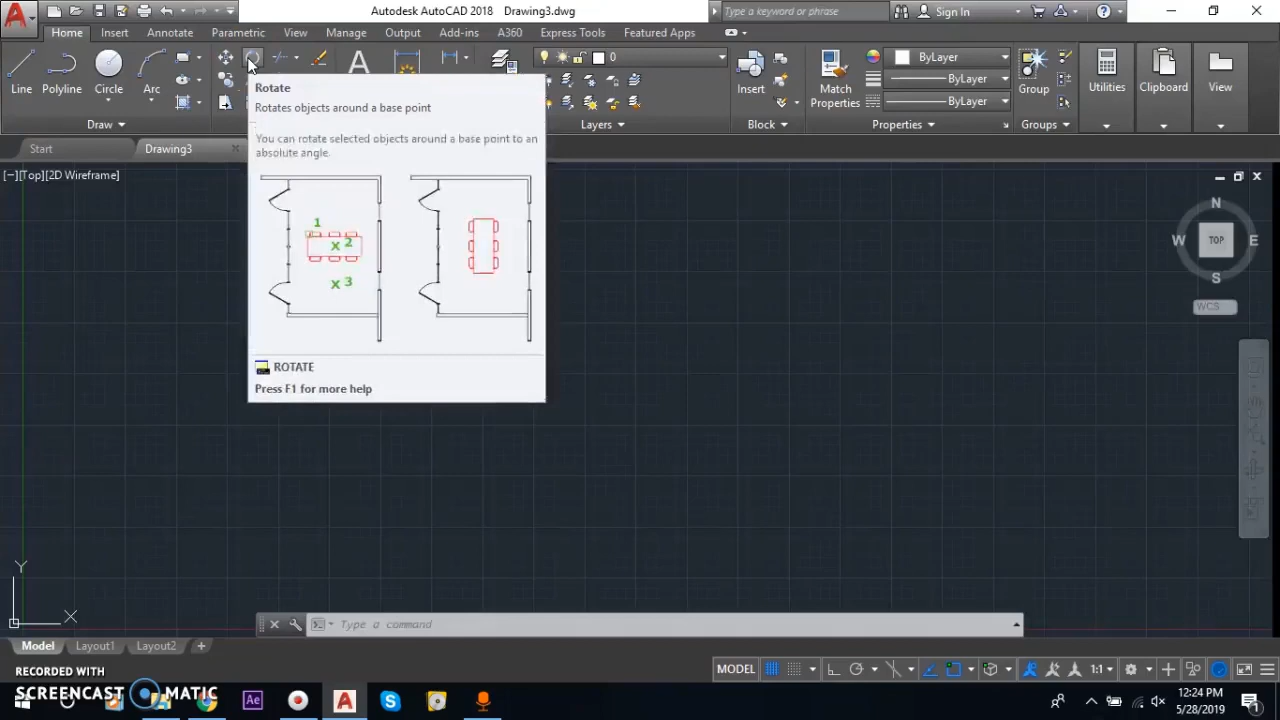 Autodesk AutoCAD 2018 Drawing3.dwg
Type a keyword or phrase
Sign In
Home Insert Annotate Parametric View Manage Output Add-ins A360 Express Tools Featured Apps
Line Polyline Circle Arc
0
Insert
Match Properties
ByLayer
ByLayer
ByLayer
Group
Utilities
Clipboard
View
Draw
Layers
Block
Properties
Groups
Start
Drawing3
[−][Top][2D Wireframe]
Rotate
Rotates objects around a base point
You can rotate selected objects around a base point to an
absolute angle.
1
x 2
x 3
ROTATE
Press F1 for more help
N
W TOP E
S
WCS
Y
X
Type a command
Model Layout1 Layout2 +
MODEL
1:1
RECORDED WITH
SCREENCAST MATIC
Ae
12:24 PM
5/28/2019
1